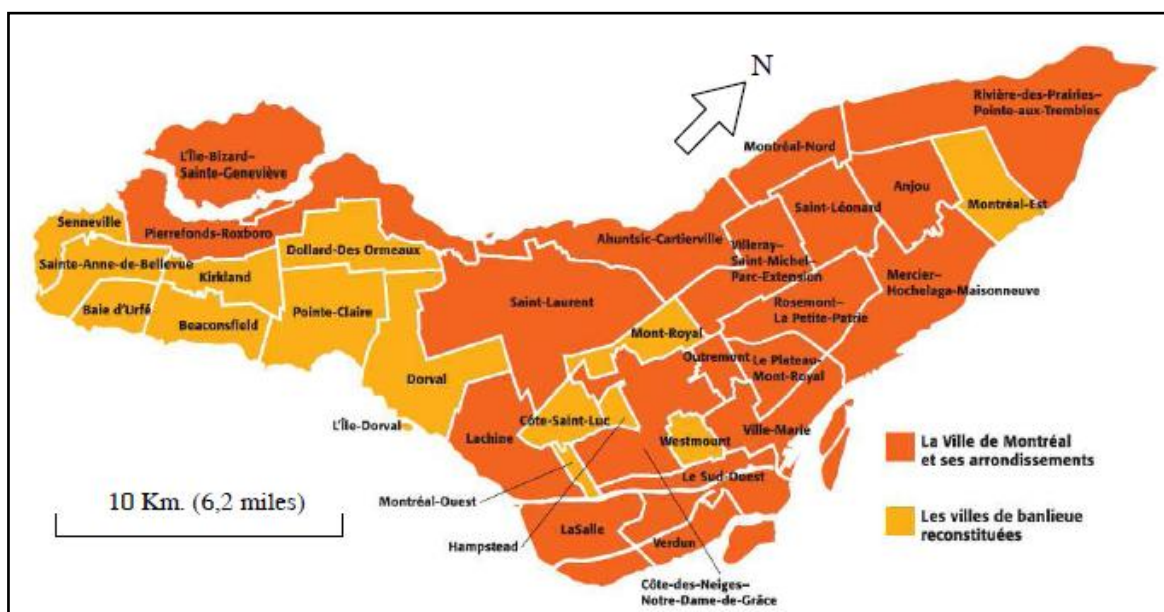 N
Rivière-des-Prairies–
Pointe-aux-Trembles
Montréal-Nord
L'Île-Bizard–
Sainte-Geneviève
Anjou
Saint-Léonard
Montréal-Est
Senneville
Pierrefonds-Roxboro
Ahuntsic-Cartierville
Dollard-Des Ormeaux
Villeray–
Saint-Michel–
Parc-Extension
Sainte-Anne-de-Bellevue
Kirkland
Mercier–
Hochelaga-Maisonneuve
Saint-Laurent
Rosemont–
La Petite-Patrie
Baie d'Urfé
Pointe-Claire
Beaconsfield
Mont-Royal
Outremont
Le Plateau-
Mont-Royal
Dorval
L'Île-Dorval
Côte-Saint-Luc
Lachine
Westmount
Ville-Marie
Le Sud-Ouest
Montréal-Ouest
Hampstead
LaSalle
Verdun
Côte-des-Neiges–
Notre-Dame-de-Grâce
10 Km. (6,2 miles)
La Ville de Montréal
et ses arrondissements
Les villes de banlieue
reconstituées